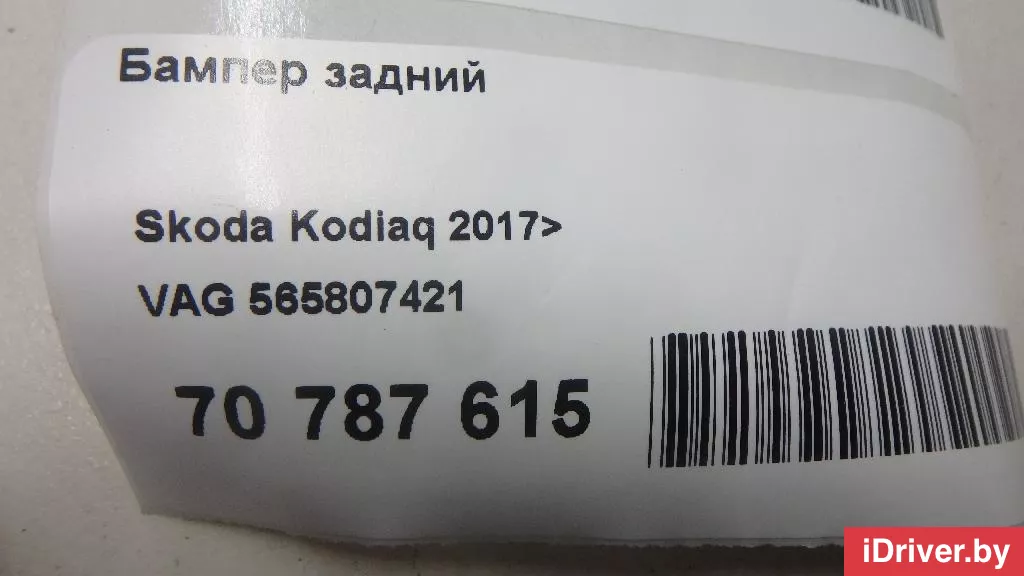 Бампер задний
Skoda Kodiaq 2017>
VAG 565807421
70 787 615
iDriver.by